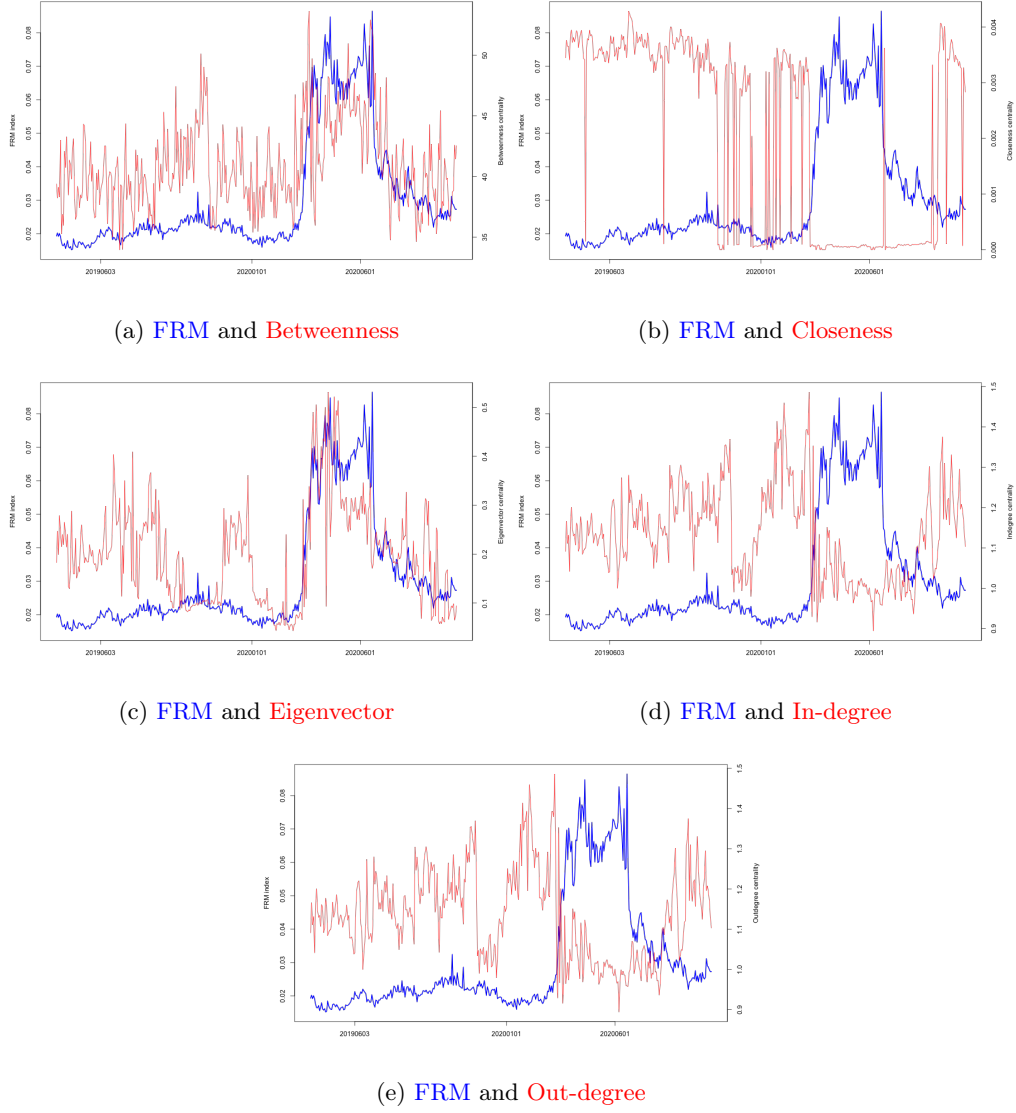 0.02 0.03 0.04 0.05 0.06 0.07 0.08
FRM index
35 40 45 50
Betweenness centrality
20190603 20200101 20200601
(a) FRM and Betweenness
0.02 0.03 0.04 0.05 0.06 0.07 0.08
FRM index
0.000 0.001 0.002 0.003 0.004
Closeness centrality
20190603 20200101 20200601
(b) FRM and Closeness
0.02 0.03 0.04 0.05 0.06 0.07 0.08
FRM index
0.1 0.2 0.3 0.4 0.5
Eigenvector centrality
20190603 20200101 20200601
(c) FRM and Eigenvector
0.02 0.03 0.04 0.05 0.06 0.07 0.08
FRM index
0.9 1.0 1.1 1.2 1.3 1.4 1.5
Indegree centrality
20190603 20200101 20200601
(d) FRM and In-degree
0.02 0.03 0.04 0.05 0.06 0.07 0.08
FRM index
0.9 1.0 1.1 1.2 1.3 1.4 1.5
Outdegree centrality
20190603 20200101 20200601
(e) FRM and Out-degree